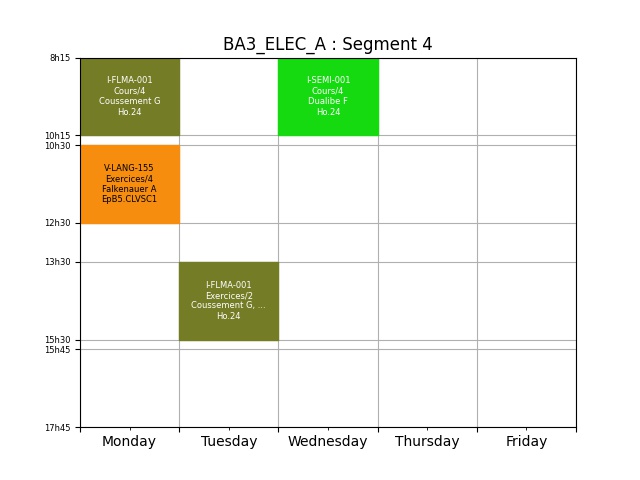 BA3_ELEC_A : Segment 4
8h15
I-FLMA-001
Cours/4
Coussement G
Ho.24
I-SEMI-001
Cours/4
Dualibe F
Ho.24
10h15
10h30
V-LANG-155
Exercices/4
Falkenauer A
EpB5.CLVSC1
12h30
13h30
I-FLMA-001
Exercices/2
Coussement G, ...
Ho.24
15h30
15h45
17h45
Monday
Tuesday
Wednesday
Thursday
Friday